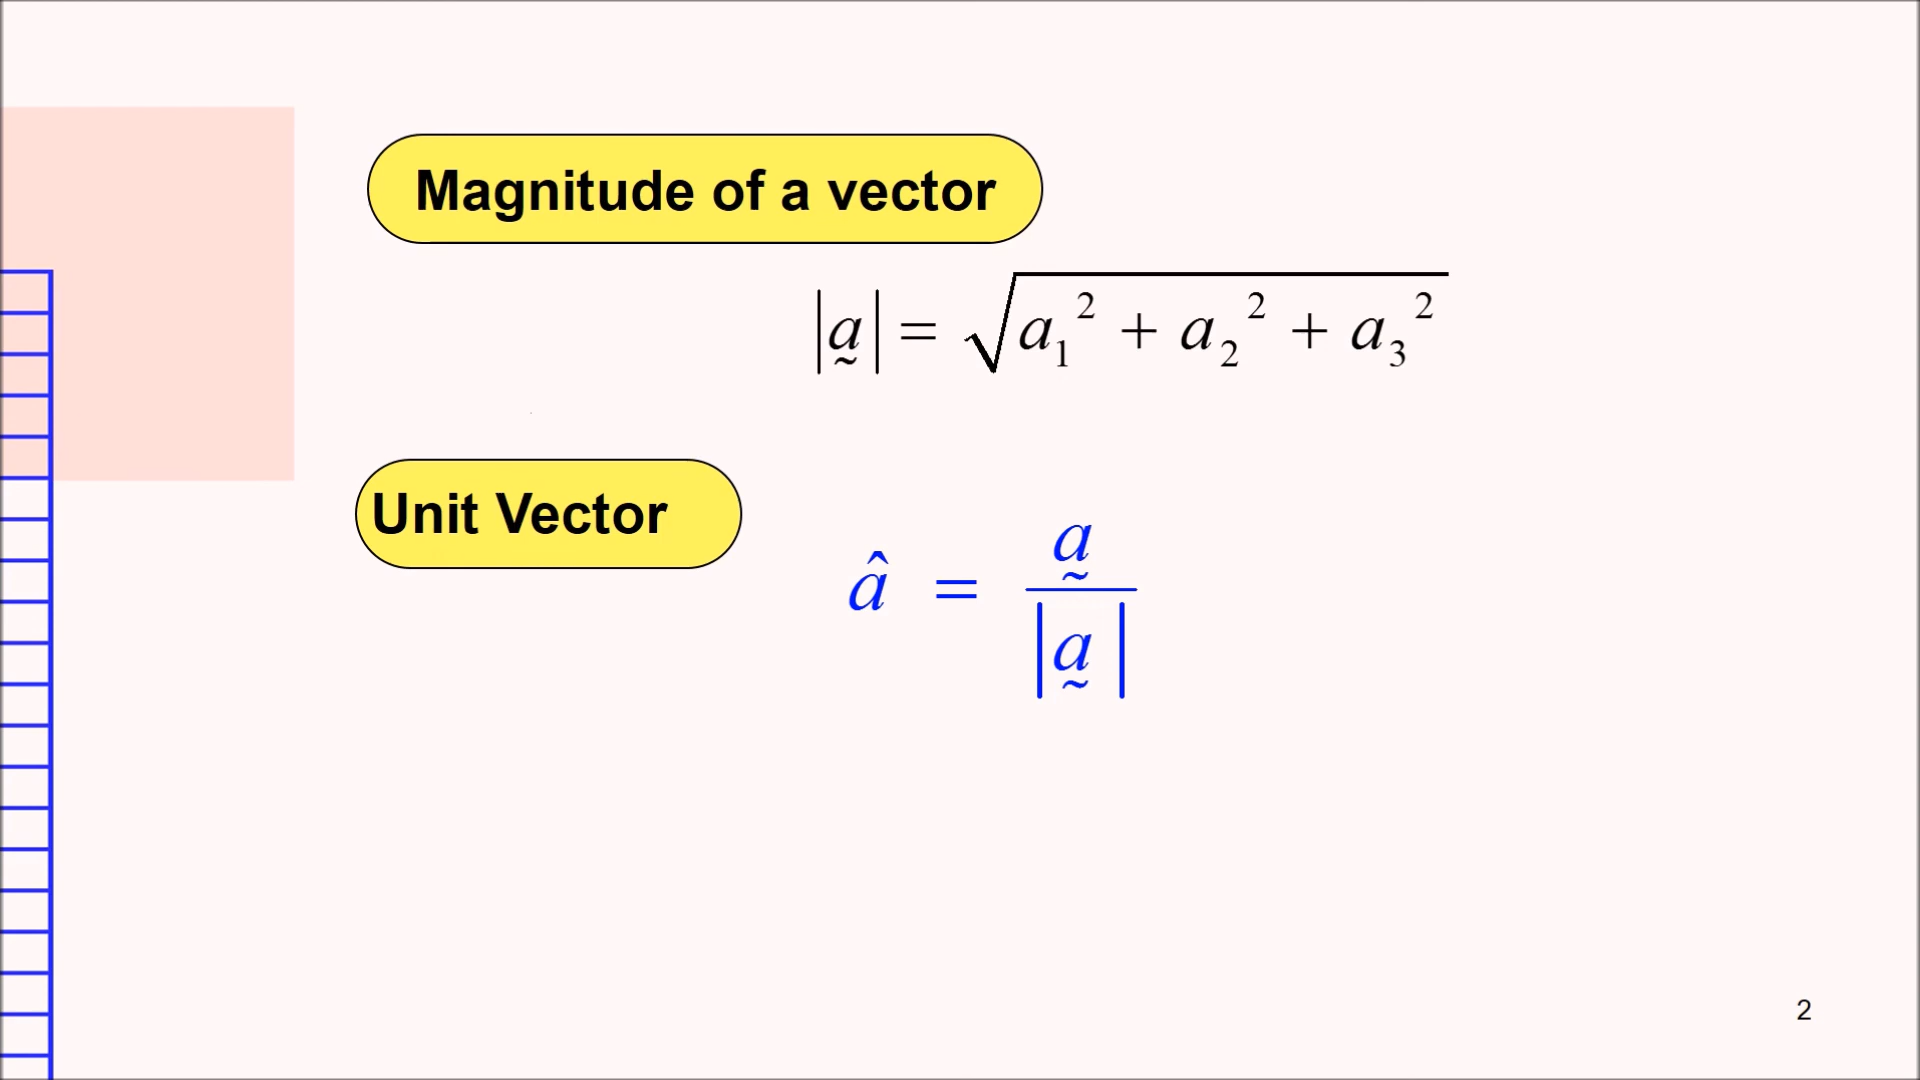 Magnitude of a vector
|a̰| = √(a₁² + a₂² + a₃²)
Unit Vector
â = a̰ / |a̰|
2